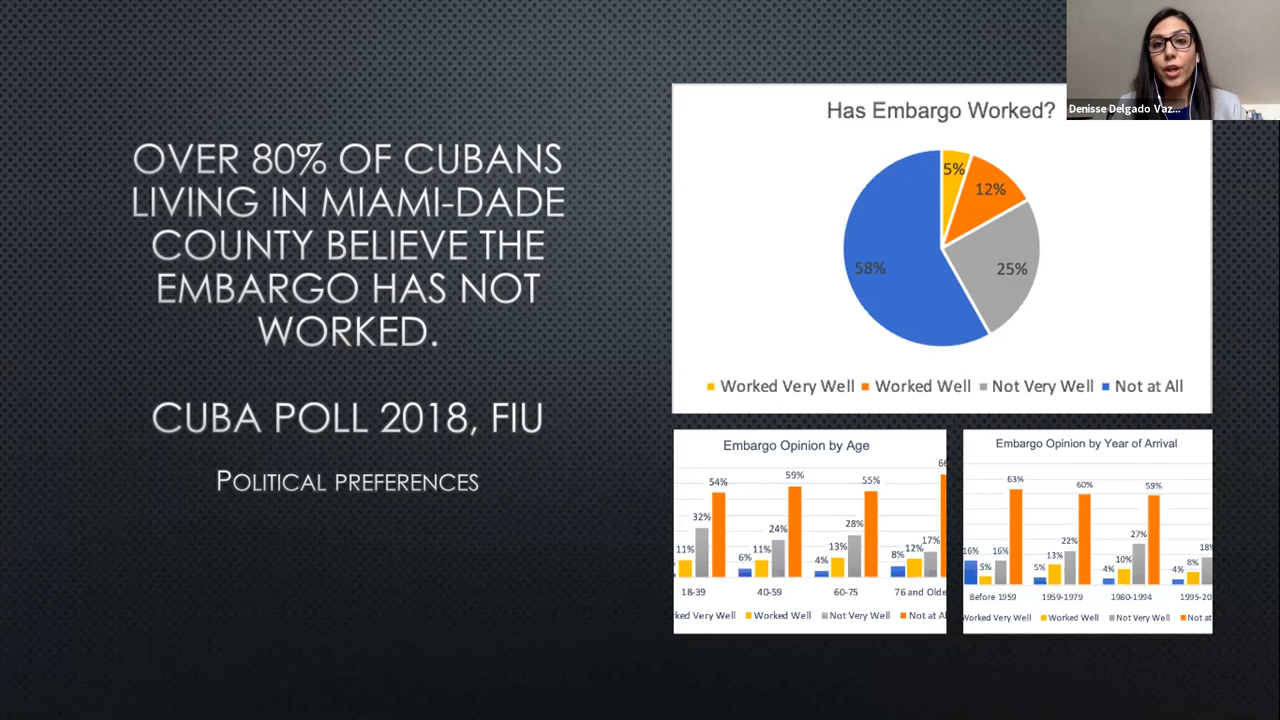 OVER 80% OF CUBANS
LIVING IN MIAMI-DADE
COUNTY BELIEVE THE
EMBARGO HAS NOT
WORKED.
CUBA POLL 2018, FIU
POLITICAL PREFERENCES
Denisse Delgado Vaz...
Has Embargo Worked?
5%
12%
25%
58%
Worked Very Well Worked Well Not Very Well Not at All
Embargo Opinion by Age
11% 32% 54% 6% 11% 24% 59% 4% 13% 28% 55% 8% 12% 17% 66
18-39 40-59 60-75 76 and Olde
ked Very Well Worked Well Not Very Well Not at Al
Embargo Opinion by Year of Arrival
16% 5% 16% 63% 5% 13% 22% 60% 4% 10% 27% 59% 4% 8% 18%
Before 1959 1959-1979 1980-1994 1995-20
Worked Very Well Worked Well Not Very Well Not at